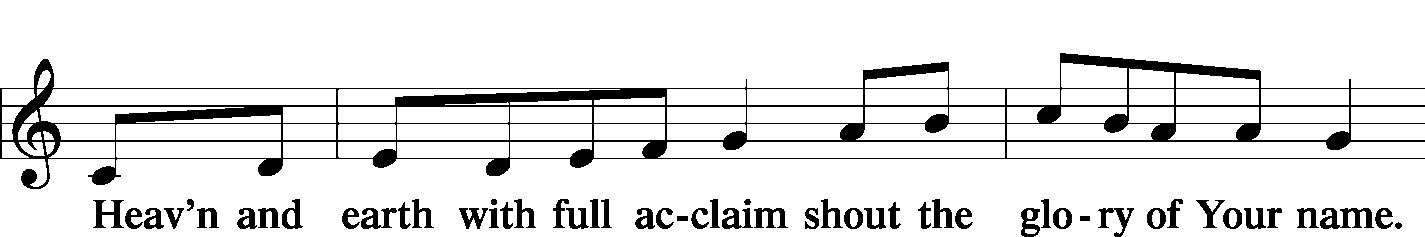 Heav’n and earth with full ac-claim shout the glo-ry of Your name.